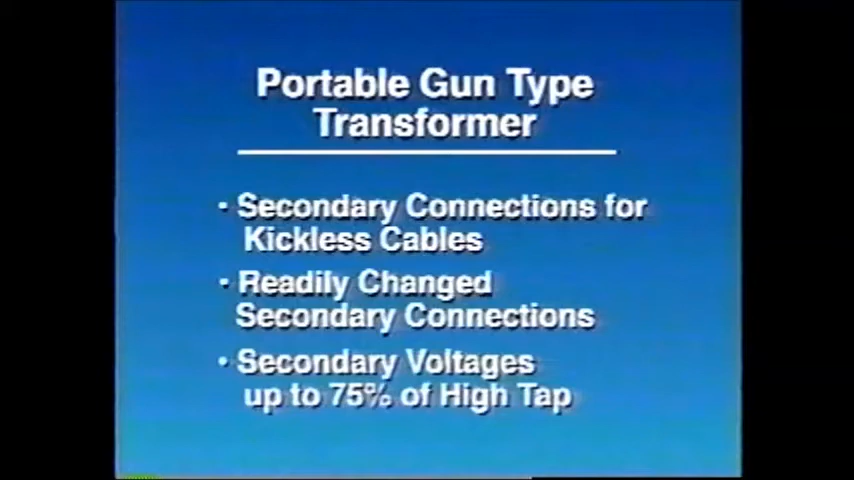 Portable Gun Type
Transformer
· Secondary Connections for
Kickless Cables
· Readily Changed
Secondary Connections
· Secondary Voltages
up to 75% of High Tap